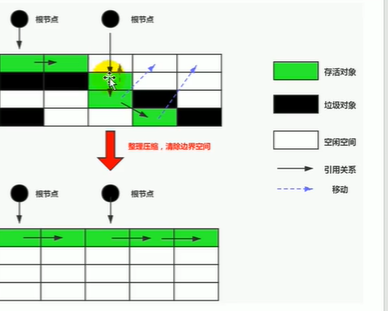 根节点
根节点
存活对象
垃圾对象
空闲空间
引用关系
移动
整理压缩，清除边界空间
根节点
根节点